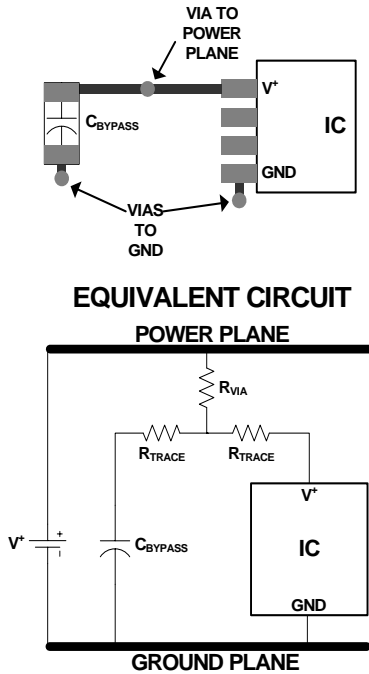 VIA TO
POWER
PLANE
V+
C BYPASS
IC
GND
VIAS
TO
GND
EQUIVALENT CIRCUIT
POWER PLANE
RVIA
RTRACE RTRACE
V+
V+ + -
CBYPASS
IC
GND
GROUND PLANE